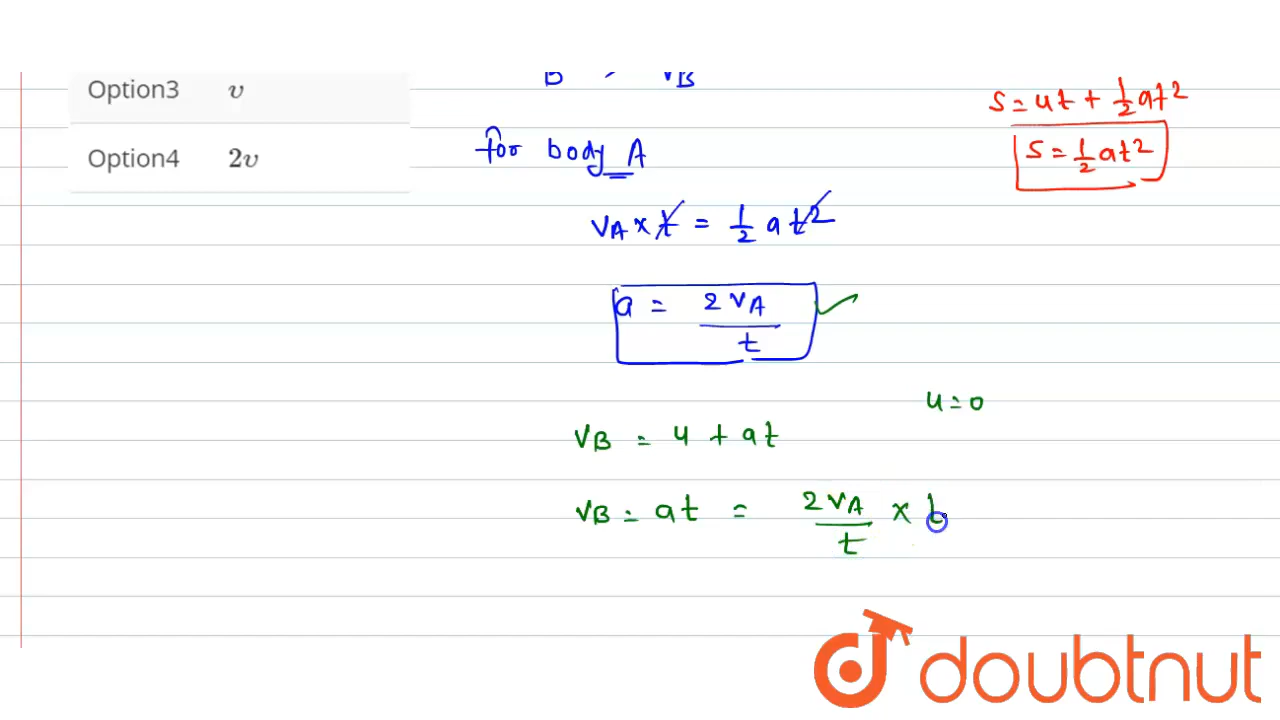 Option3 v
B → VB
S = ut + 1/2 at²
Option4 2v
for body A
S = 1/2 at²
VA × t = 1/2 at²
a = 2VA/t
u = 0
VB = u + at
VB = at = 2VA/t × t
doubtnut